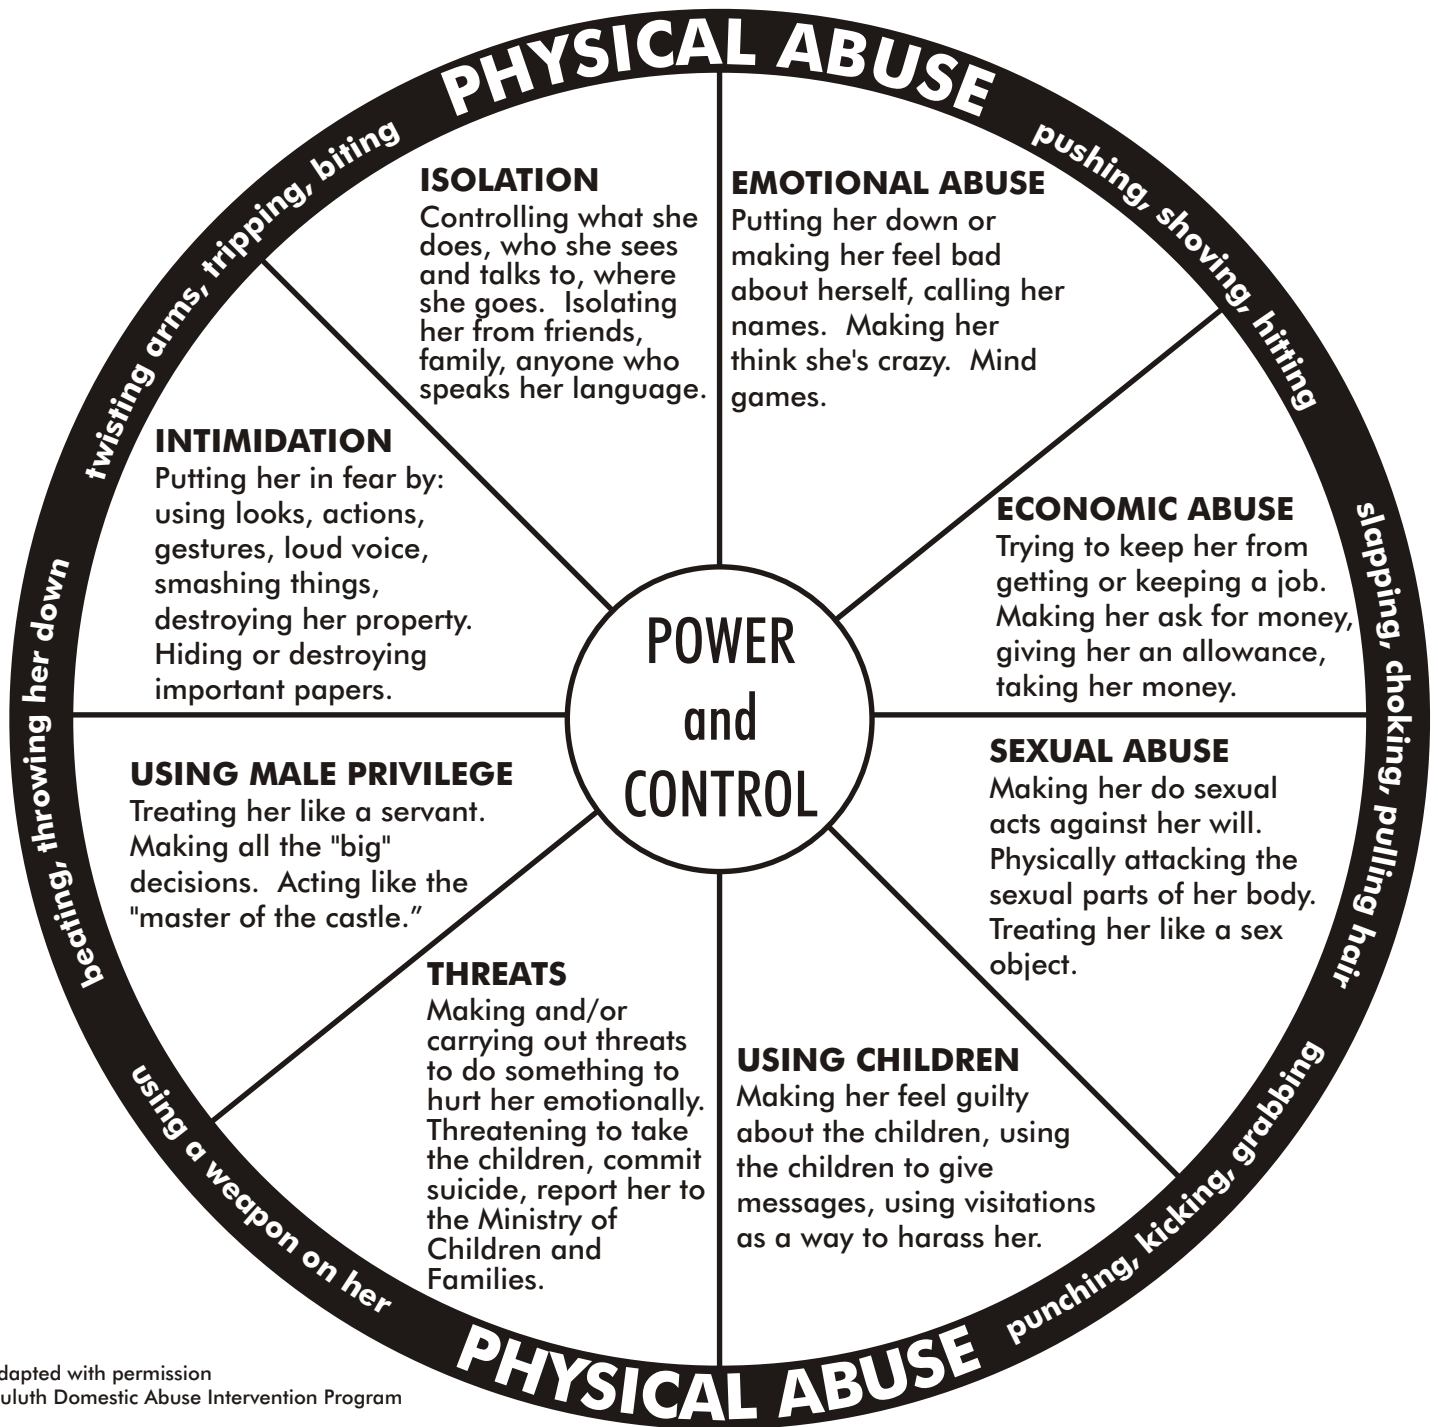 PHYSICAL ABUSE
pushing, shoving, hitting
slapping, choking, pulling hair
punching, kicking, grabbing
PHYSICAL ABUSE
using a weapon on her
beating, throwing her down
twisting arms, tripping, biting
ISOLATION
Controlling what she
does, who she sees
and talks to, where
she goes.  Isolating
her from friends,
family, anyone who
speaks her language.
EMOTIONAL ABUSE
Putting her down or
making her feel bad
about herself, calling her
names.  Making her
think she's crazy.  Mind
games.
ECONOMIC ABUSE
Trying to keep her from
getting or keeping a job.
Making her ask for money,
giving her an allowance,
taking her money.
SEXUAL ABUSE
Making her do sexual
acts against her will.
Physically attacking the
sexual parts of her body.
Treating her like a sex
object.
USING CHILDREN
Making her feel guilty
about the children, using
the children to give
messages, using visitations
as a way to harass her.
THREATS
Making and/or
carrying out threats
to do something to
hurt her emotionally.
Threatening to take
the children, commit
suicide, report her to
the Ministry of
Children and
Families.
USING MALE PRIVILEGE
Treating her like a servant.
Making all the "big"
decisions.  Acting like the
"master of the castle.”
INTIMIDATION
Putting her in fear by:
using looks, actions,
gestures, loud voice,
smashing things,
destroying her property.
Hiding or destroying
important papers.
POWER
and
CONTROL
dapted with permission
uluth Domestic Abuse Intervention Program